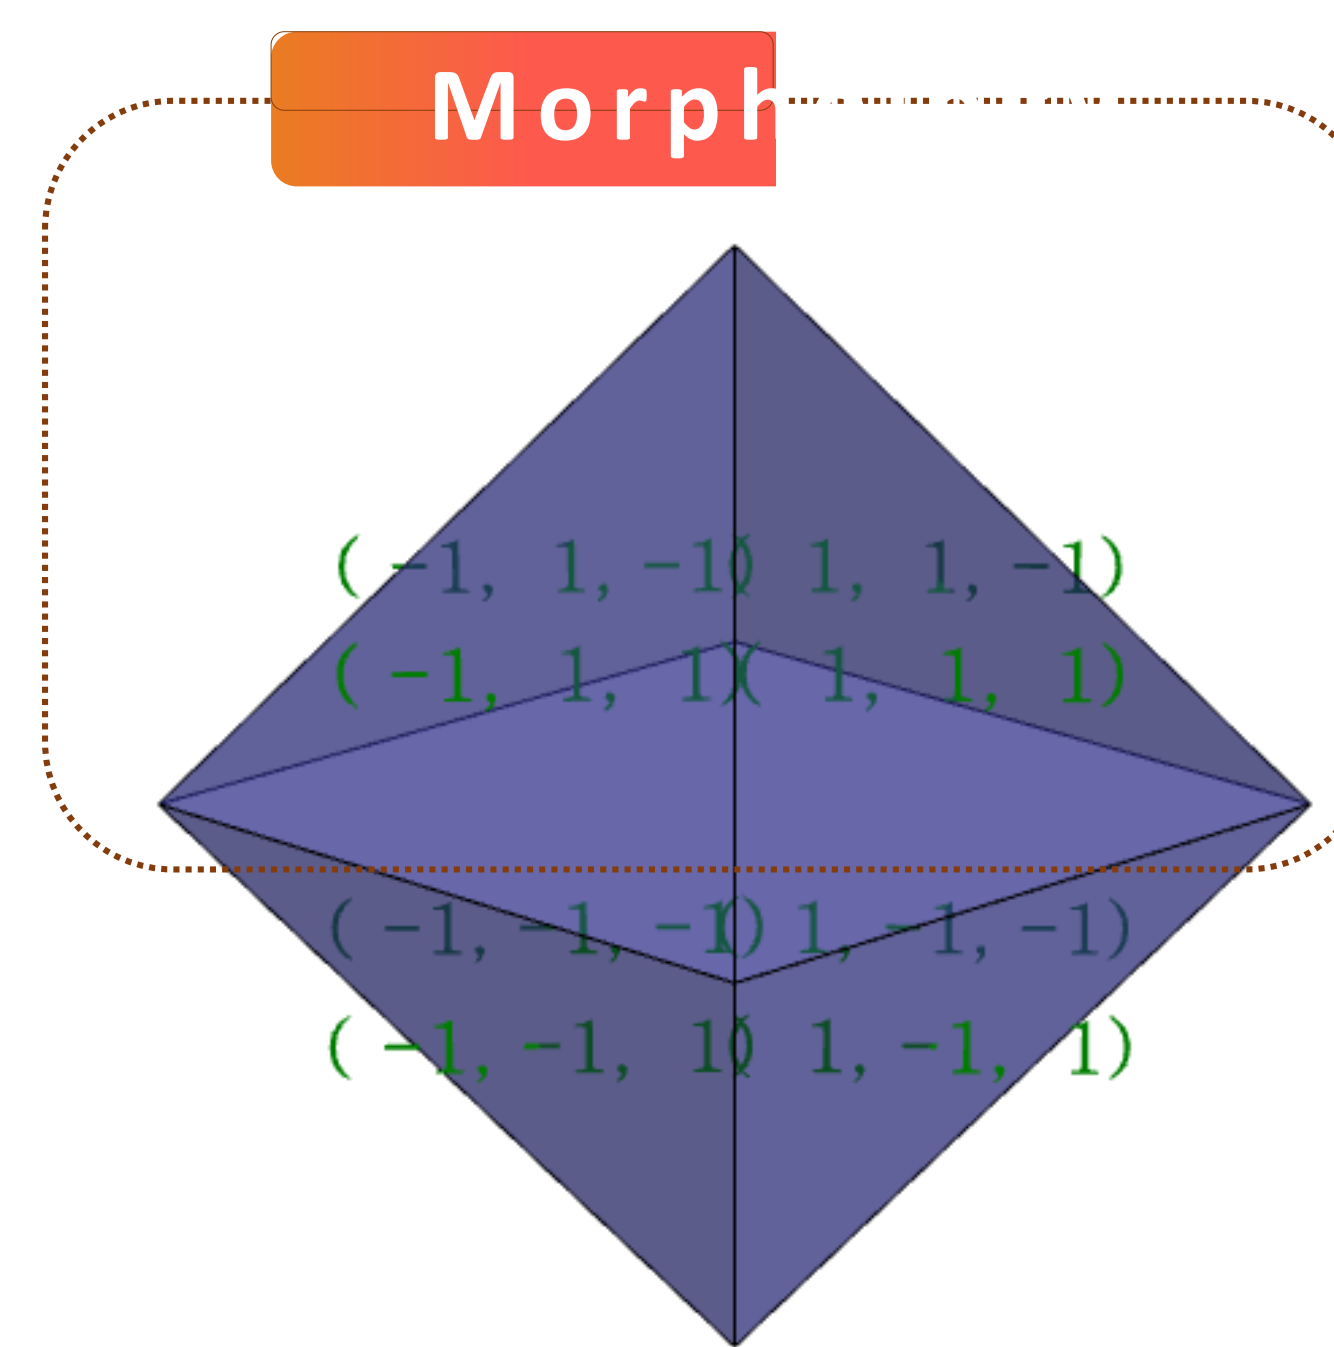 Morph
(-1, 1, -1) ( 1, 1, -1)
(-1, 1, 1) ( 1, 1, 1)
(-1, -1, -1) ( 1, -1, -1)
(-1, -1, 1) ( 1, -1, 1)